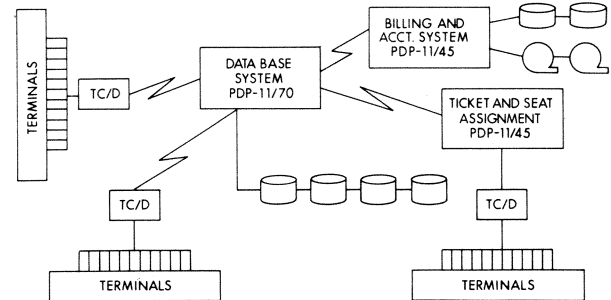 TERMINALS
TC/D
DATA BASE
SYSTEM
PDP-11/70
BILLING AND
ACCT. SYSTEM
PDP-11/45
TICKET AND SEAT
ASSIGNMENT
PDP-11/45
TC/D
TERMINALS
TC/D
TERMINALS